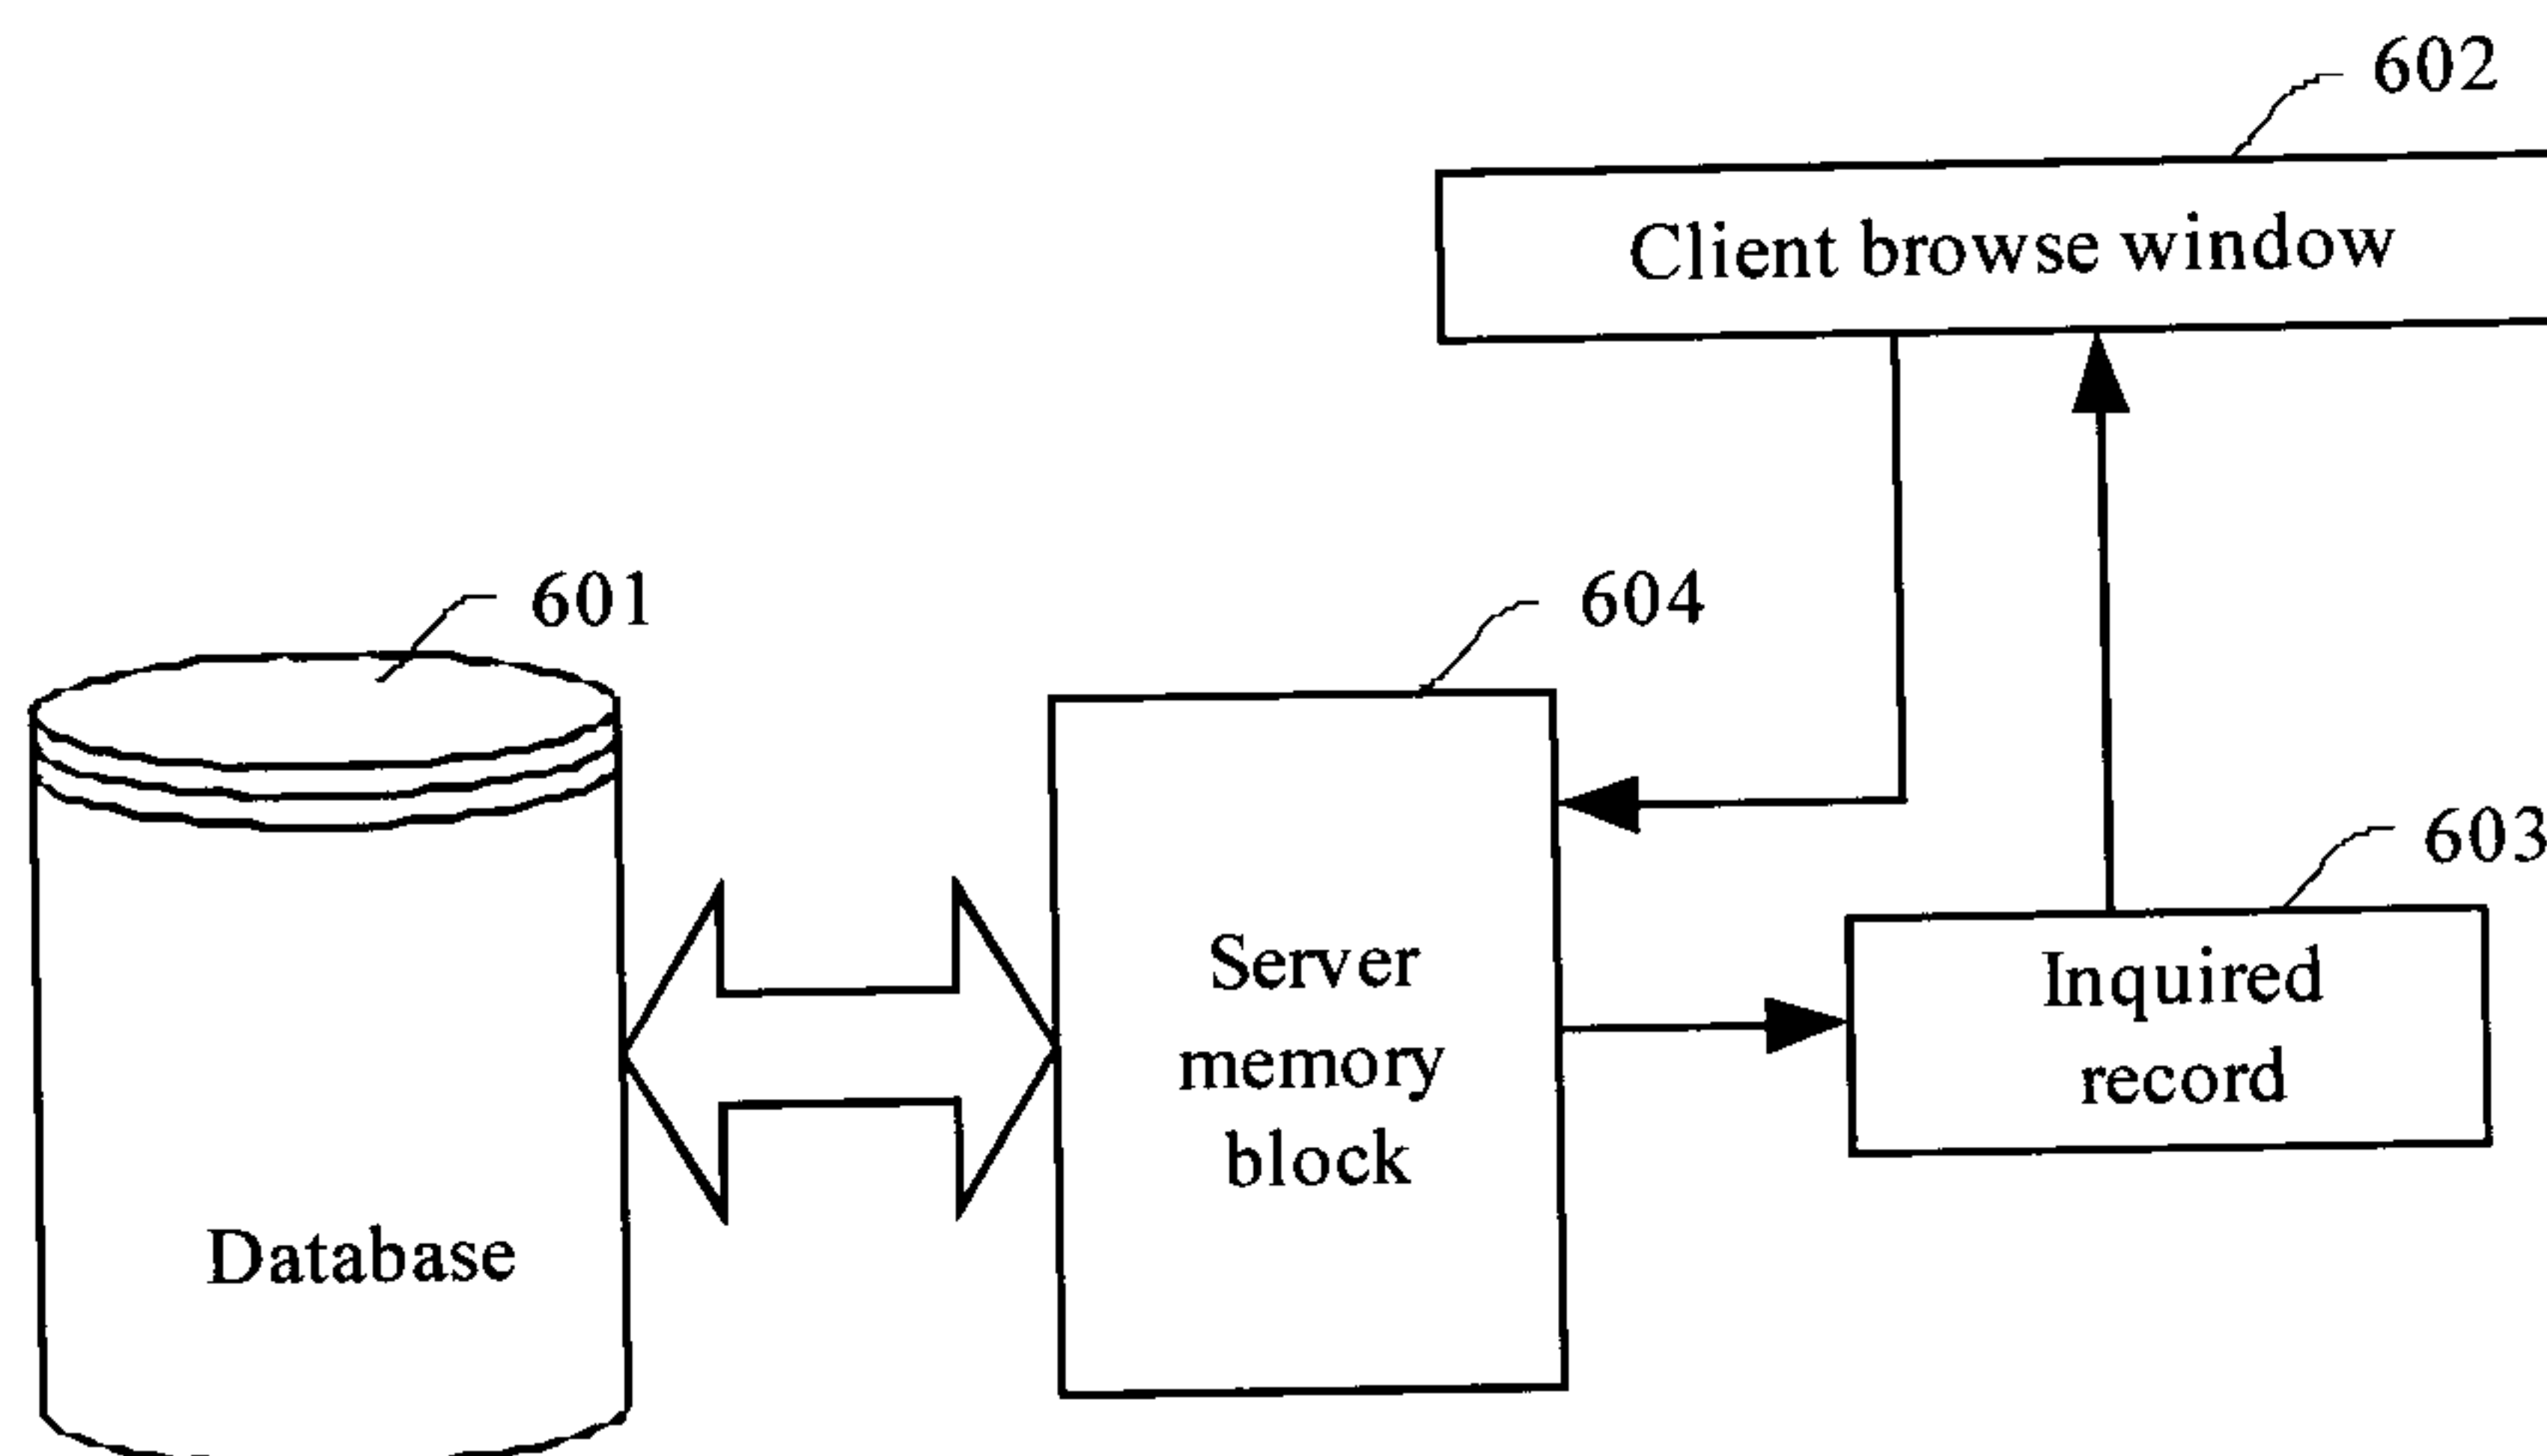 602
Client browse window
601
604
603
Server
memory
block
Inquired
record
Database